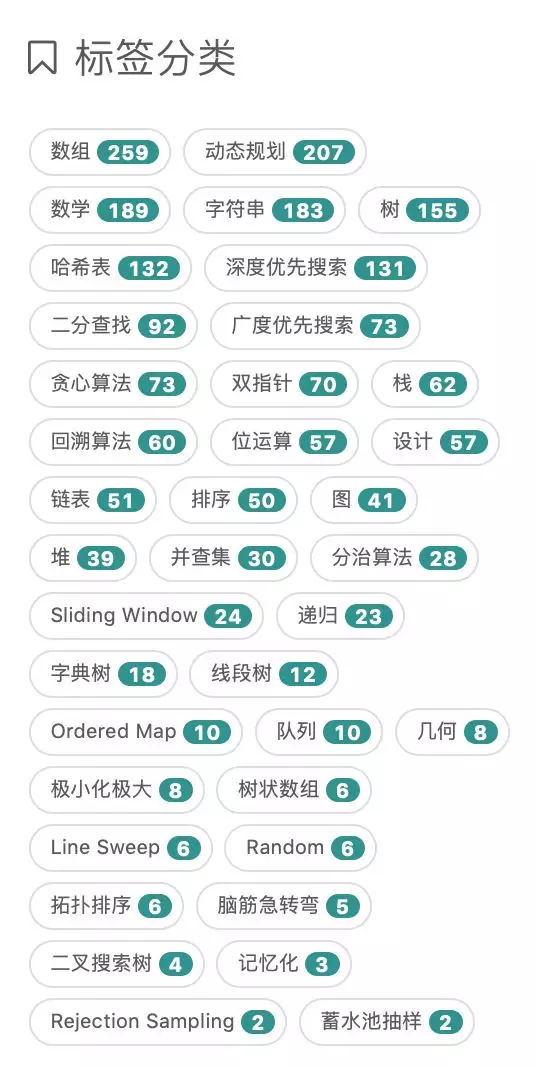 标签分类
数组 259 动态规划 207
数学 189 字符串 183 树 155
哈希表 132 深度优先搜索 131
二分查找 92 广度优先搜索 73
贪心算法 73 双指针 70 栈 62
回溯算法 60 位运算 57 设计 57
链表 51 排序 50 图 41
堆 39 并查集 30 分治算法 28
Sliding Window 24 递归 23
字典树 18 线段树 12
Ordered Map 10 队列 10 几何 8
极小化极大 8 树状数组 6
Line Sweep 6 Random 6
拓扑排序 6 脑筋急转弯 5
二叉搜索树 4 记忆化 3
Rejection Sampling 2 蓄水池抽样 2